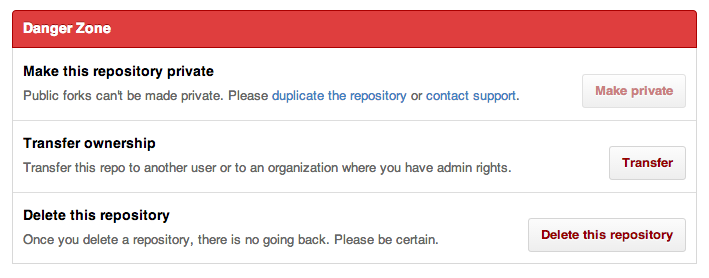 Danger Zone
Make this repository private
Public forks can't be made private. Please duplicate the repository or contact support.
Make private
Transfer ownership
Transfer this repo to another user or to an organization where you have admin rights.
Transfer
Delete this repository
Once you delete a repository, there is no going back. Please be certain.
Delete this repository